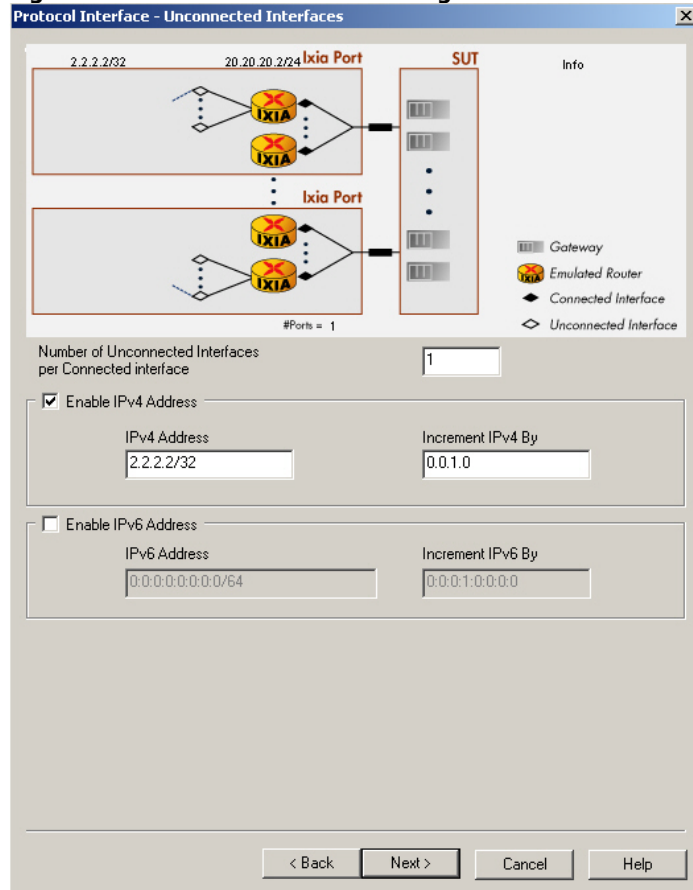 Protocol Interface - Unconnected Interfaces
2.2.2.2/32 20.20.20.2/24 Ixia Port SUT Info
IXIA
IXIA
Ixia Port
IXIA
IXIA
Gateway
IXIA Emulated Router
Connected Interface
Unconnected Interface
#Ports = 1
Number of Unconnected Interfaces
per Connected interface
1
Enable IPv4 Address
IPv4 Address Increment IPv4 By
2.2.2.2/32 0.0.1.0
Enable IPv6 Address
IPv6 Address Increment IPv6 By
0:0:0:0:0:0:0:0/64 0:0:0:1:0:0:0:0
< Back Next > Cancel Help